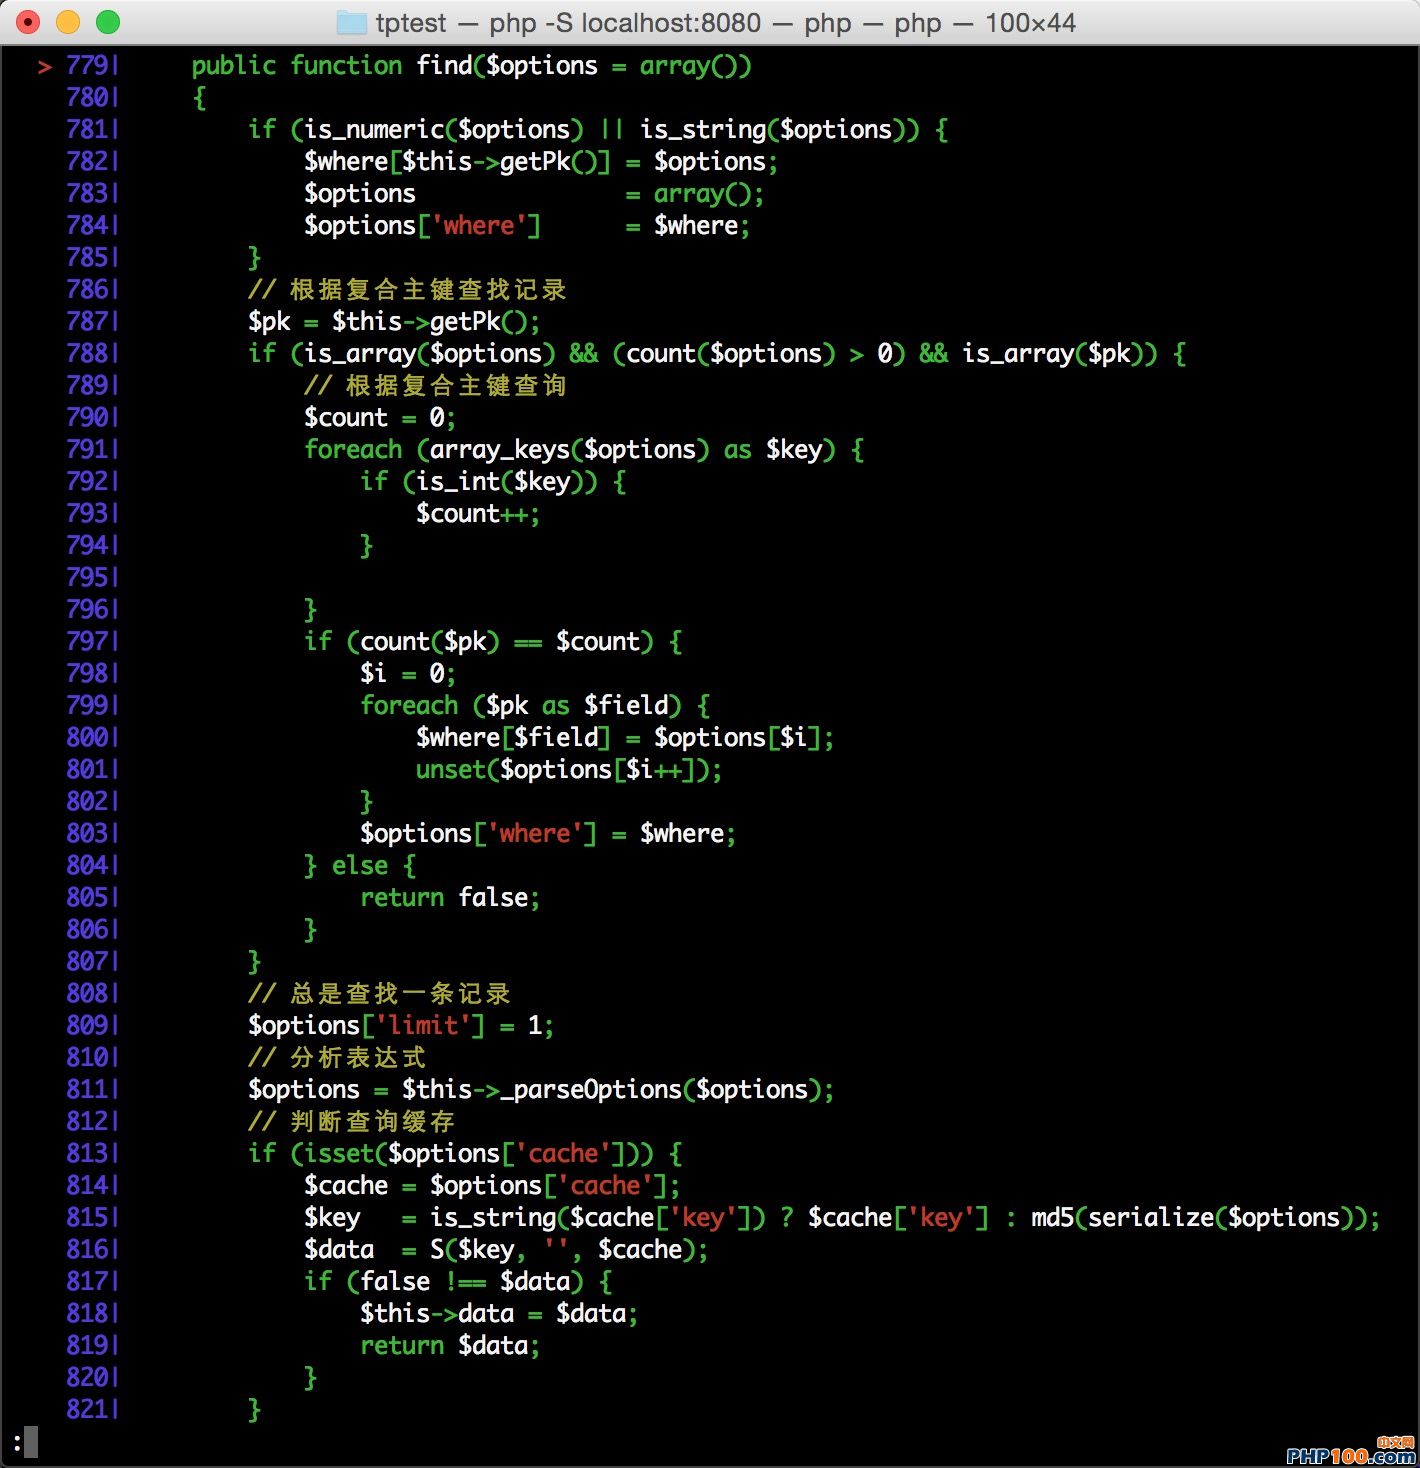 tptest — php -S localhost:8080 — php — php — 100×44
> 779|     public function find($options = array())
780|     {
781|         if (is_numeric($options) || is_string($options)) {
782|             $where[$this->getPk()] = $options;
783|             $options               = array();
784|             $options['where']      = $where;
785|         }
786|         // 根据复合主键查找记录
787|         $pk = $this->getPk();
788|         if (is_array($options) && (count($options) > 0) && is_array($pk)) {
789|             // 根据复合主键查询
790|             $count = 0;
791|             foreach (array_keys($options) as $key) {
792|                 if (is_int($key)) {
793|                     $count++;
794|                 }
795|
796|             }
797|             if (count($pk) == $count) {
798|                 $i = 0;
799|                 foreach ($pk as $field) {
800|                     $where[$field] = $options[$i];
801|                     unset($options[$i++]);
802|                 }
803|                 $options['where'] = $where;
804|             } else {
805|                 return false;
806|             }
807|         }
808|         // 总是查找一条记录
809|         $options['limit'] = 1;
810|         // 分析表达式
811|         $options = $this->_parseOptions($options);
812|         // 判断查询缓存
813|         if (isset($options['cache'])) {
814|             $cache = $options['cache'];
815|             $key   = is_string($cache['key']) ? $cache['key'] : md5(serialize($options));
816|             $data  = S($key, '', $cache);
817|             if (false !== $data) {
818|                 $this->data = $data;
819|                 return $data;
820|             }
821|         }
:
中文网
PHP100.com